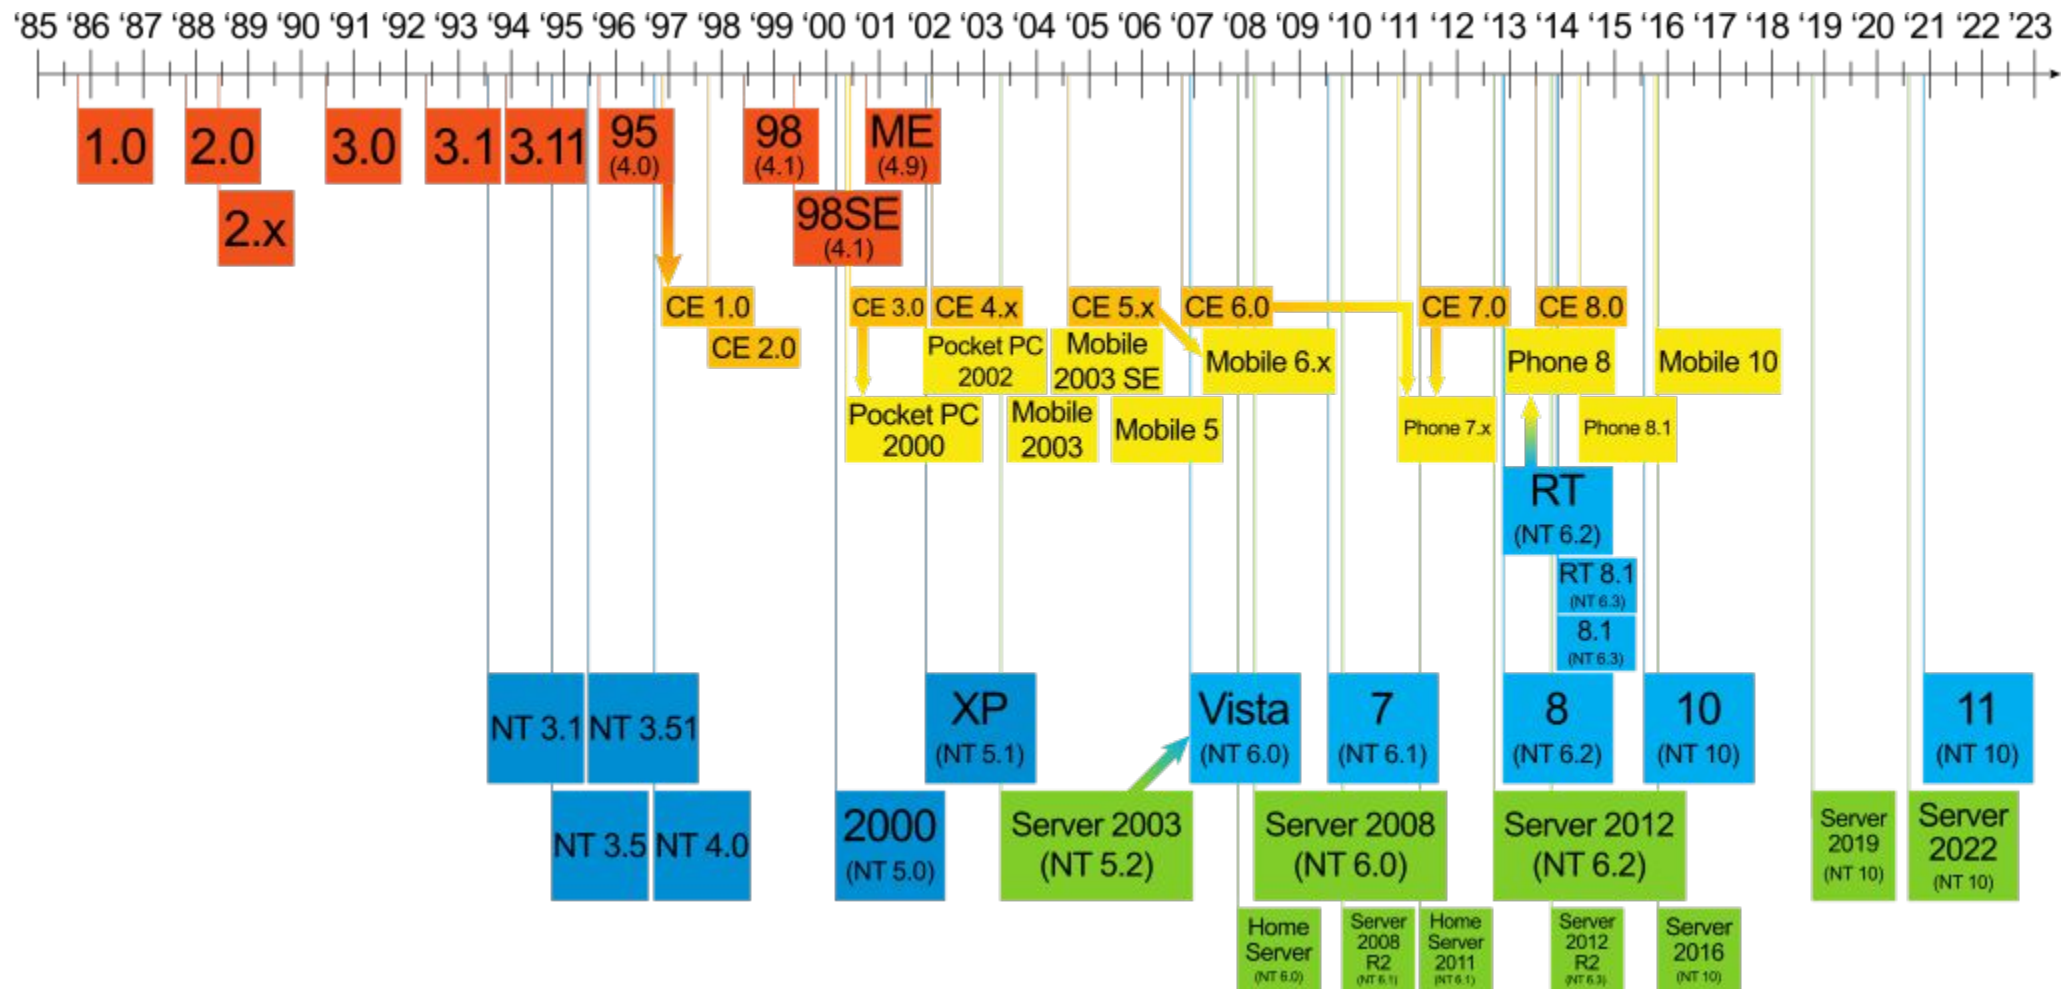 ‘85 ‘86 ‘87 ‘88 ‘89 ‘90 ‘91 ‘92 ‘93 ‘94 ‘95 ‘96 ‘97 ‘98 ‘99 ‘00 ‘01 ‘02 ‘03 ‘04 ‘05 ‘06 ‘07 ‘08 ‘09 ‘10 ‘11 ‘12 ‘13 ‘14 ‘15 ‘16 ‘17 ‘18 ‘19 ‘20 ‘21 ‘22 ’23
1.0
2.0
3.0
3.1
3.11
95
(4.0)
98
(4.1)
ME
(4.9)
2.x
98SE
(4.1)
CE 1.0
CE 3.0
CE 4.x
CE 5.x
CE 6.0
CE 7.0
CE 8.0
CE 2.0
Pocket PC
2002
Mobile
2003 SE
Mobile 6.x
Phone 8
Mobile 10
Pocket PC
2000
Mobile
2003
Mobile 5
Phone 7.x
Phone 8.1
RT
(NT 6.2)
RT 8.1
(NT 6.3)
8.1
(NT 6.3)
NT 3.1
NT 3.51
XP
(NT 5.1)
Vista
(NT 6.0)
7
(NT 6.1)
8
(NT 6.2)
10
(NT 10)
11
(NT 10)
NT 3.5
NT 4.0
2000
(NT 5.0)
Server 2003
(NT 5.2)
Server 2008
(NT 6.0)
Server 2012
(NT 6.2)
Server
2019
(NT 10)
Server
2022
(NT 10)
Home
Server
(NT 6.0)
Server
2008
R2
(NT 6.1)
Home
Server
2011
(NT 6.1)
Server
2012
R2
(NT 6.3)
Server
2016
(NT 10)